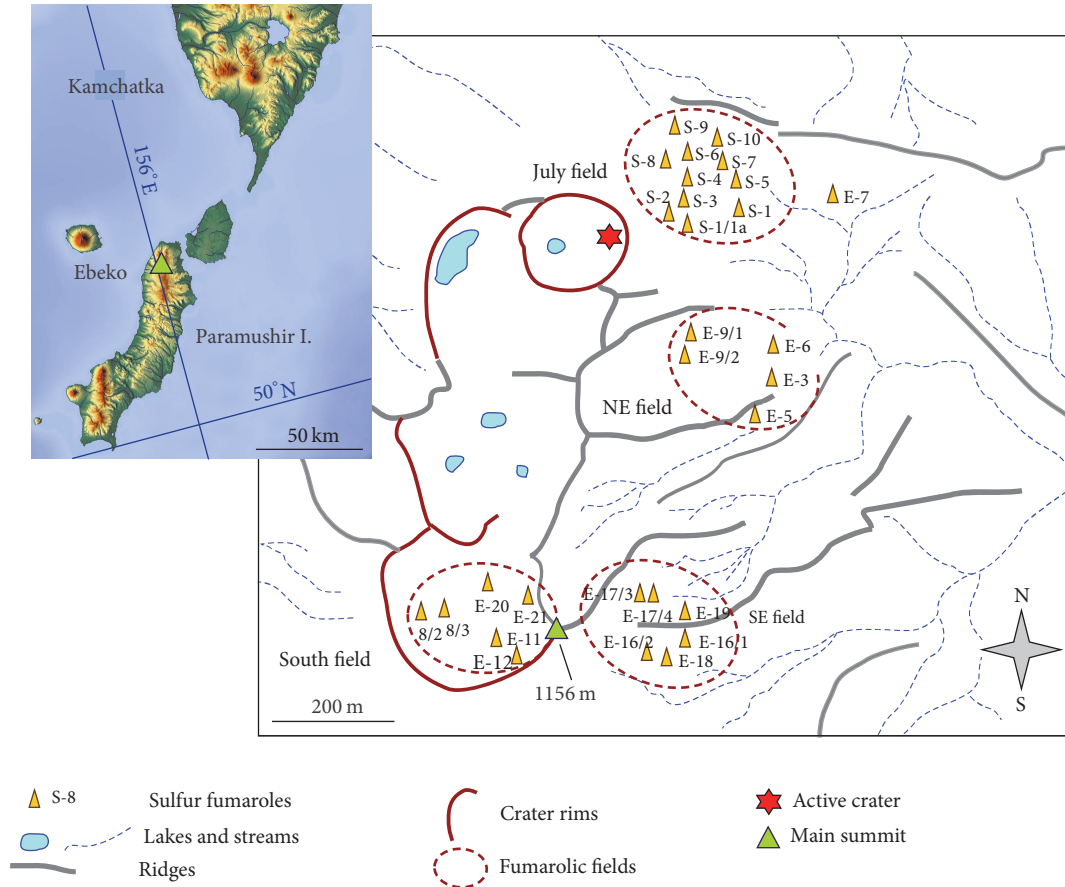 Kamchatka
156°E
Ebeko
Paramushir I.
50°N
50 km
July field
S-9
S-10
S-8
S-6
S-7
S-4
S-5
S-2
S-3
S-1
S-1/1a
E-7
E-9/1
E-9/2
E-6
E-3
E-5
NE field
E-20
E-21
8/2
8/3
E-11
E-12
South field
1156 m
200 m
E-17/3
E-17/4
E-19
SE field
E-16/2
E-16/1
E-18
N
S
S-8
Sulfur fumaroles
Lakes and streams
Ridges
Crater rims
Fumarolic fields
Active crater
Main summit